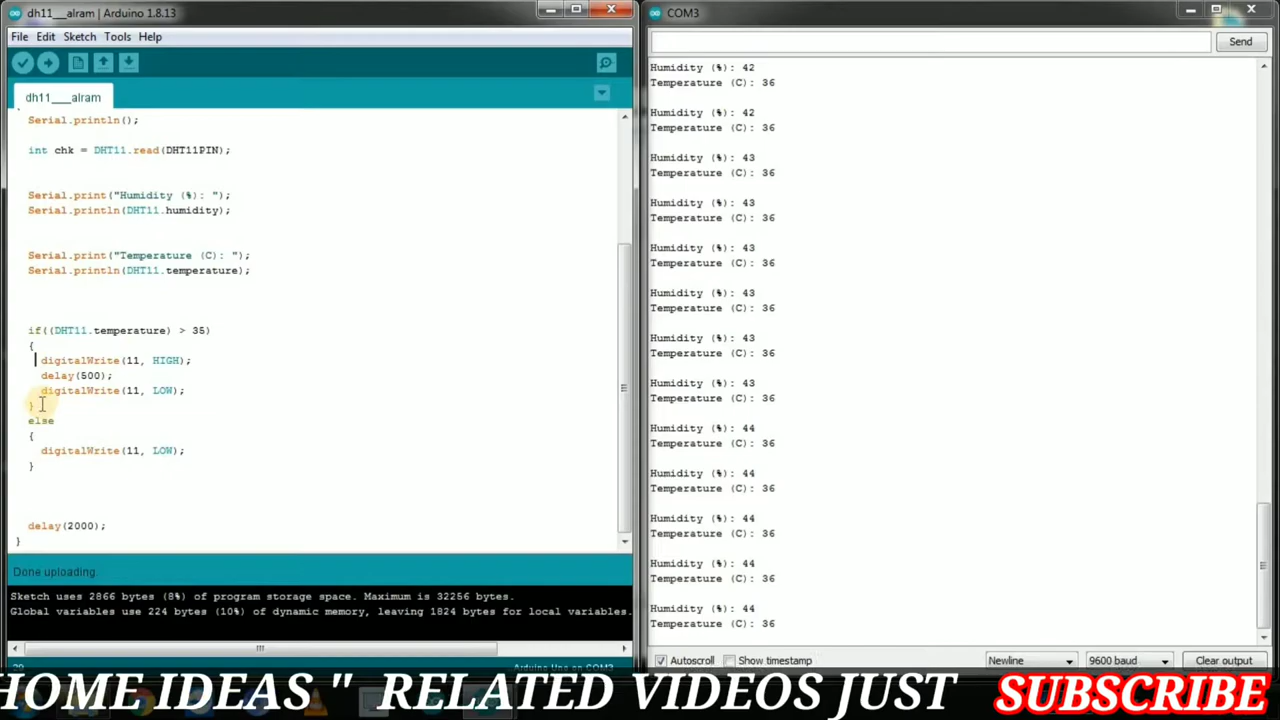 dh11___alram | Arduino 1.8.13
File Edit Sketch Tools Help
dh11___alram
Serial.println();
int chk = DHT11.read(DHT11PIN);
Serial.print("Humidity (%): ");
Serial.println(DHT11.humidity);
Serial.print("Temperature (C): ");
Serial.println(DHT11.temperature);
if((DHT11.temperature) > 35)
{
digitalWrite(11, HIGH);
delay(500);
digitalWrite(11, LOW);
}
else
{
digitalWrite(11, LOW);
}
delay(2000);
}
Done uploading.
Sketch uses 2866 bytes (8%) of program storage space. Maximum is 32256 bytes.
Global variables use 224 bytes (10%) of dynamic memory, leaving 1824 bytes for local variables.
Arduino Uno on COM3
COM3
Send
Humidity (%): 42
Temperature (C): 36
Humidity (%): 42
Temperature (C): 36
Humidity (%): 43
Temperature (C): 36
Humidity (%): 43
Temperature (C): 36
Humidity (%): 43
Temperature (C): 36
Humidity (%): 43
Temperature (C): 36
Humidity (%): 43
Temperature (C): 36
Humidity (%): 43
Temperature (C): 36
Humidity (%): 44
Temperature (C): 36
Humidity (%): 44
Temperature (C): 36
Humidity (%): 44
Temperature (C): 36
Humidity (%): 44
Temperature (C): 36
Humidity (%): 44
Temperature (C): 36
Autoscroll Show timestamp Newline 9600 baud Clear output
HOME IDEAS " RELATED VIDEOS JUST SUBSCRIBE